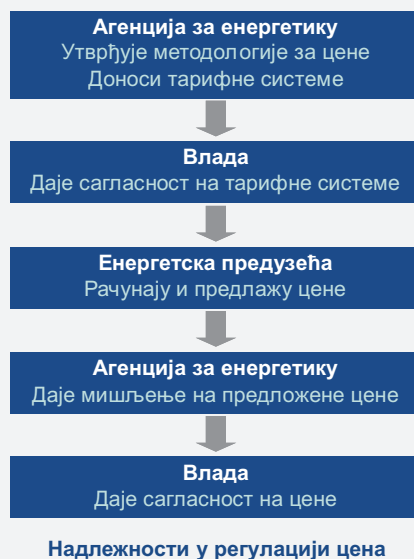 Агенција за енергетику
Утврђује методологије за цене
Доноси тарифне системе
Влада
Даје сагласност на тарифне системе
Енергетска предузећа
Рачунају и предлажу цене
Агенција за енергетику
Даје мишљење на предложене цене
Влада
Даје сагласност на цене
Надлежности у регулацији цена